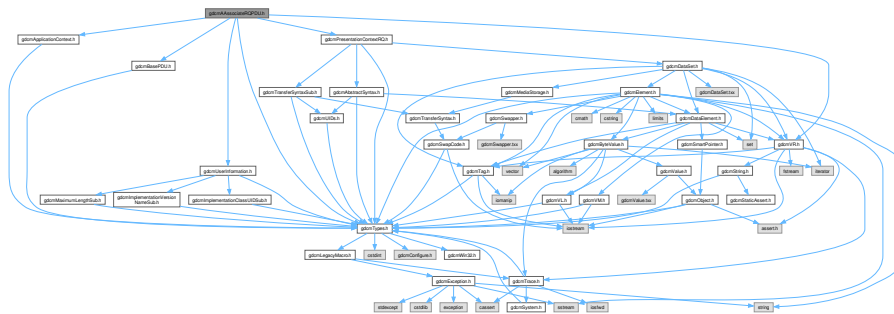 gdcmAAssociateRQPDU.h
gdcmApplicationContext.h
gdcmPresentationContextRQ.h
gdcmBasePDU.h
gdcmDataSet.h
gdcmTransferSyntaxSub.h
gdcmAbstractSyntax.h
gdcmMediaStorage.h
gdcmElement.h
gdcmDataSet.txx
gdcmUIDs.h
gdcmTransferSyntax.h
gdcmSwapper.h
cmath
cstring
limits
gdcmDataElement.h
gdcmSwapCode.h
gdcmSwapper.txx
gdcmByteValue.h
gdcmSmartPointer.h
set
gdcmVR.h
gdcmUserInformation.h
gdcmTag.h
vector
algorithm
gdcmValue.h
gdcmString.h
fstream
iterator
gdcmMaximumLengthSub.h
gdcmImplementationVersion
NameSub.h
gdcmImplementationClassUIDSub.h
iomanip
gdcmVL.h
gdcmVM.h
gdcmValue.txx
gdcmObject.h
gdcmStaticAssert.h
gdcmTypes.h
iostream
assert.h
gdcmLegacyMacro.h
cstdint
gdcmConfigure.h
gdcmWin32.h
gdcmException.h
gdcmTrace.h
stdexcept
cstdlib
exception
cassert
gdcmSystem.h
sstream
iosfwd
string